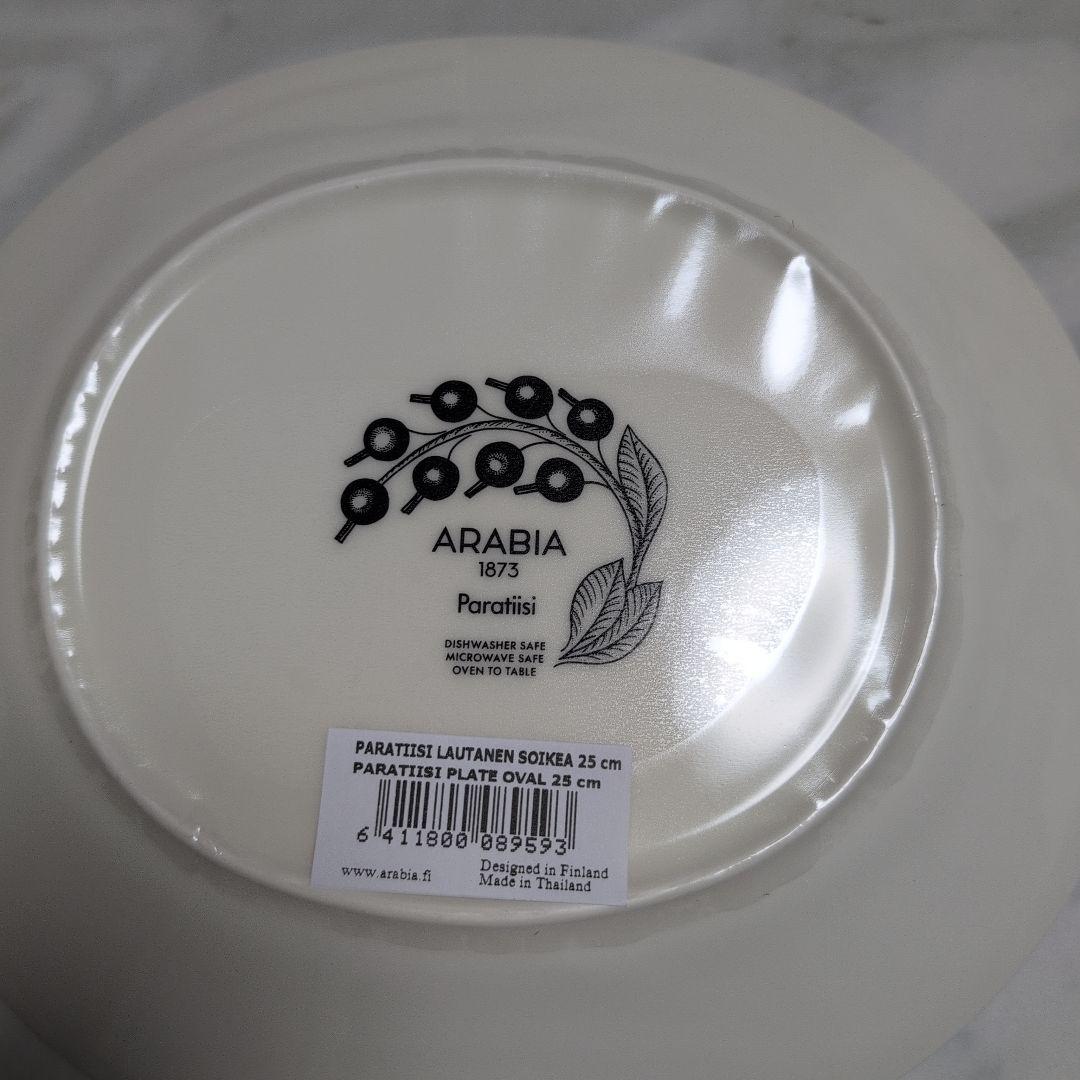 ARABIA
1873
Paratiisi
DISHWASHER SAFE
MICROWAVE SAFE
OVEN TO TABLE
PARATIISI LAUTANEN SOIKEA 25 cm
PARATIISI PLATE OVAL 25 cm
6 411800 089593
www.arabia.fi
Designed in Finland
Made in Thailand